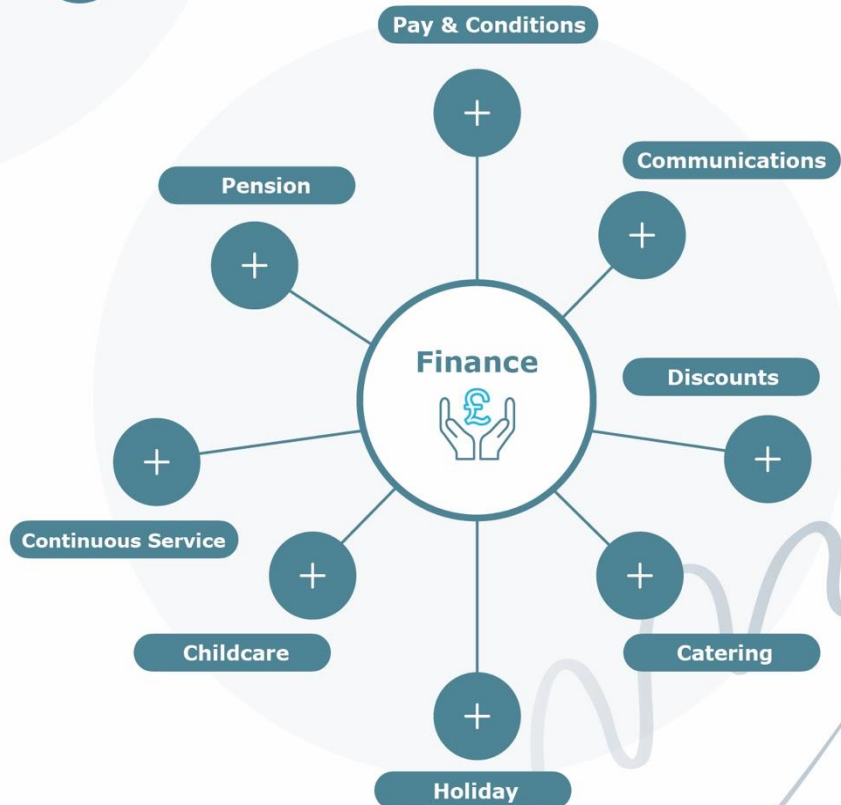 Pay & Conditions
Communications
Pension
Finance
£
Discounts
Continuous Service
Childcare
Catering
Holiday